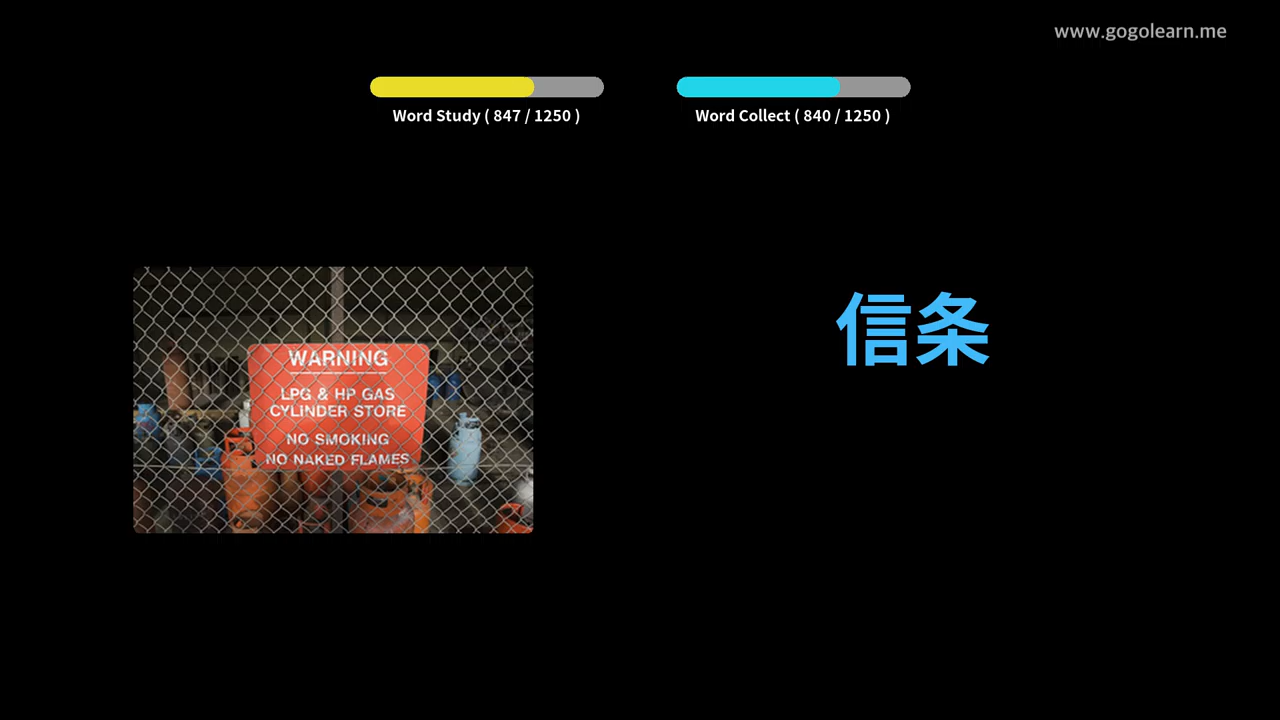 www.gogolearn.me
Word Study ( 847 / 1250 )
Word Collect ( 840 / 1250 )
WARNING
LPG & HP GAS
CYLINDER STORE
NO SMOKING
NO NAKED FLAMES
信条